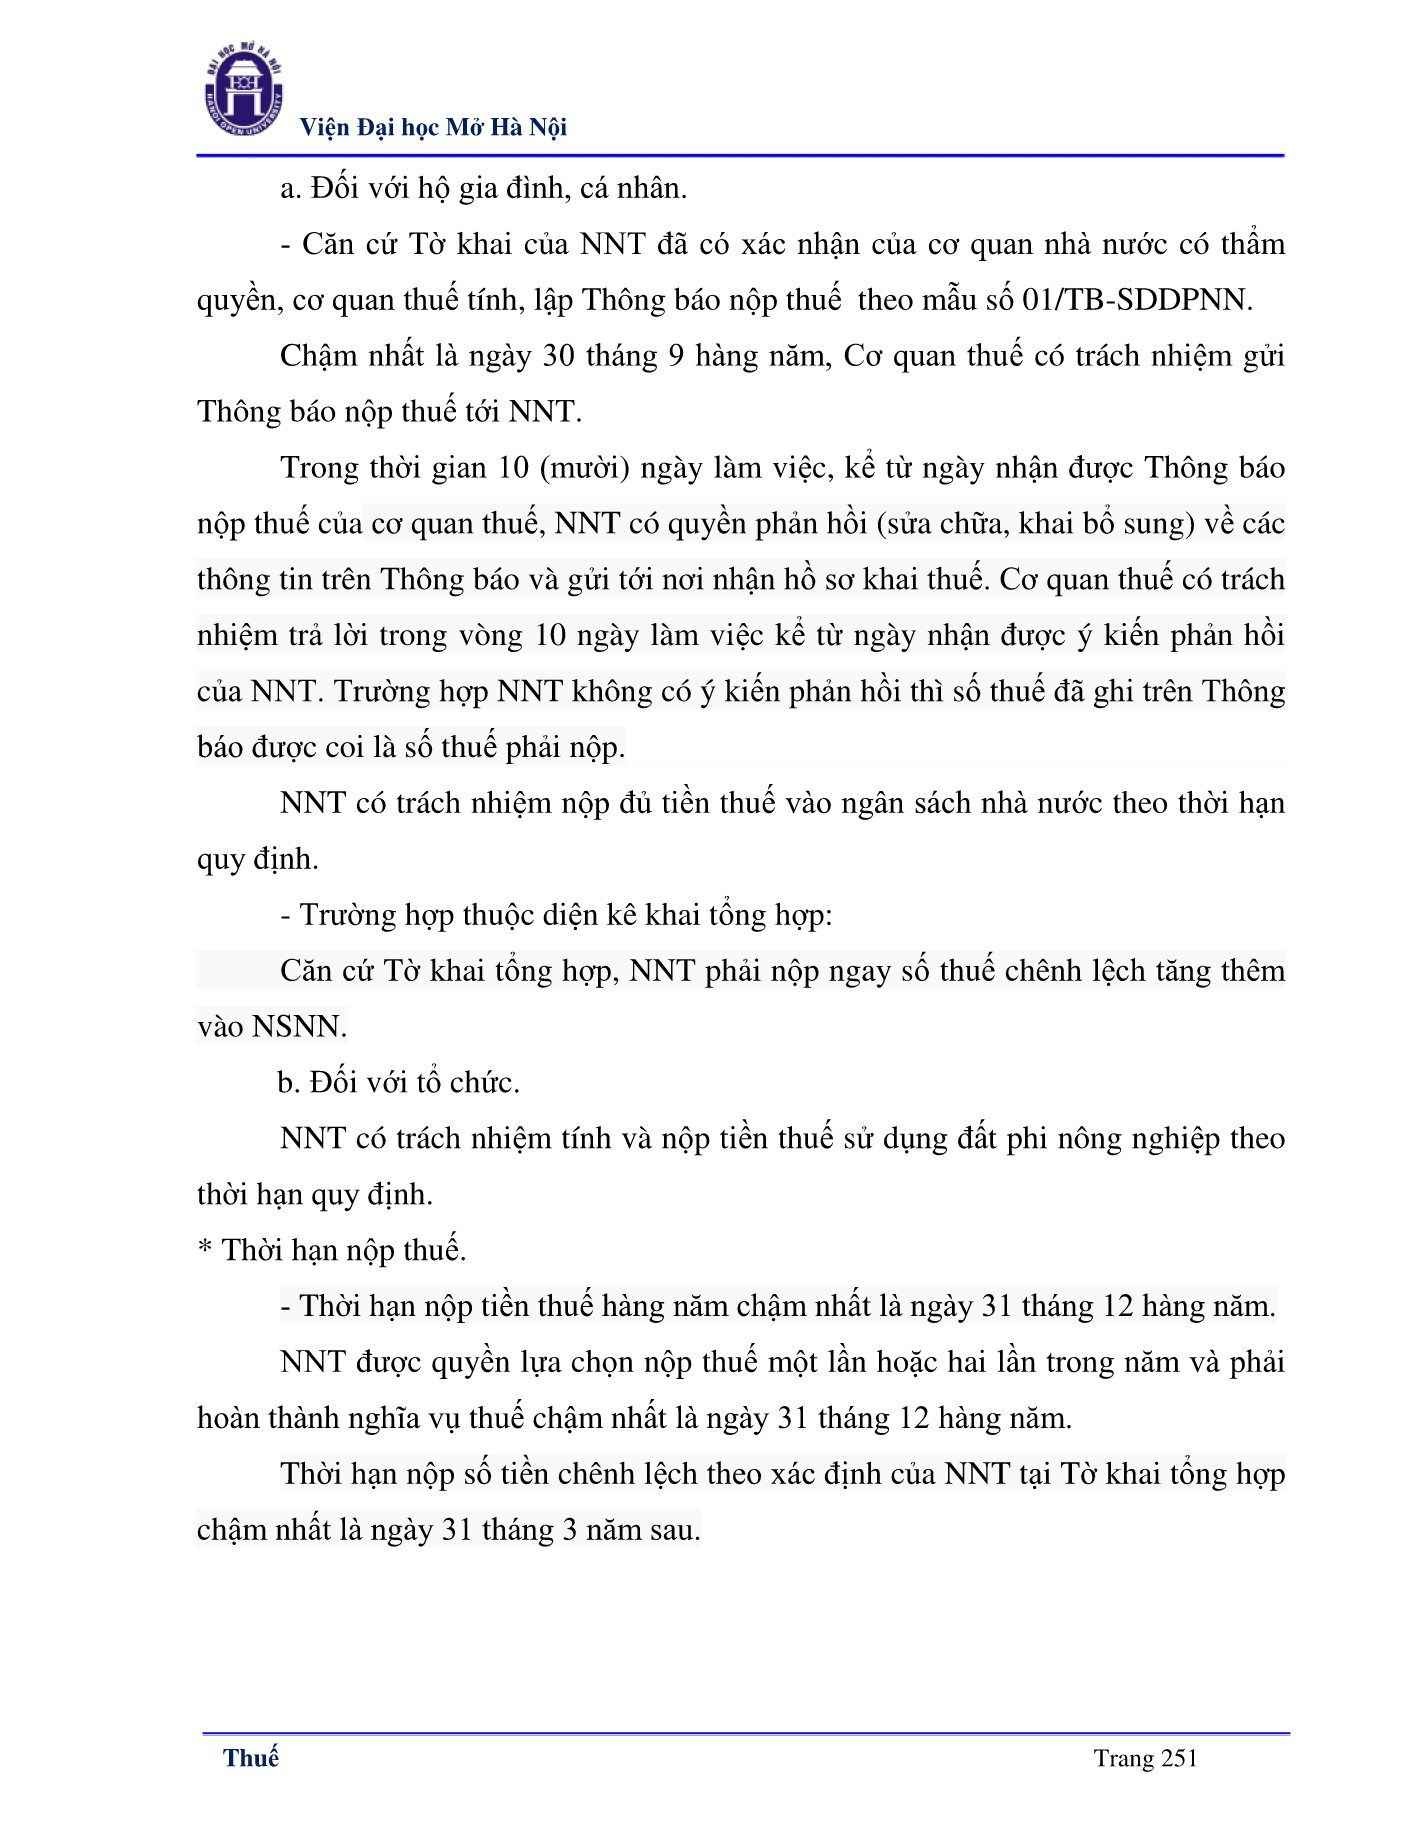 ĐẠI HỌC MỞ HÀ NỘI
HANOI OPEN UNIVERSITY
Viện Đại học Mở Hà Nội
a. Đối với hộ gia đình, cá nhân.
- Căn cứ Tờ khai của NNT đã có xác nhận của cơ quan nhà nước có thẩm
quyền, cơ quan thuế tính, lập Thông báo nộp thuế theo mẫu số 01/TB-SDDPNN.
Chậm nhất là ngày 30 tháng 9 hàng năm, Cơ quan thuế có trách nhiệm gửi
Thông báo nộp thuế tới NNT.
Trong thời gian 10 (mười) ngày làm việc, kể từ ngày nhận được Thông báo
nộp thuế của cơ quan thuế, NNT có quyền phản hồi (sửa chữa, khai bổ sung) về các
thông tin trên Thông báo và gửi tới nơi nhận hồ sơ khai thuế. Cơ quan thuế có trách
nhiệm trả lời trong vòng 10 ngày làm việc kể từ ngày nhận được ý kiến phản hồi
của NNT. Trường hợp NNT không có ý kiến phản hồi thì số thuế đã ghi trên Thông
báo được coi là số thuế phải nộp.
NNT có trách nhiệm nộp đủ tiền thuế vào ngân sách nhà nước theo thời hạn
quy định.
- Trường hợp thuộc diện kê khai tổng hợp:
Căn cứ Tờ khai tổng hợp, NNT phải nộp ngay số thuế chênh lệch tăng thêm
vào NSNN.
b. Đối với tổ chức.
NNT có trách nhiệm tính và nộp tiền thuế sử dụng đất phi nông nghiệp theo
thời hạn quy định.
* Thời hạn nộp thuế.
- Thời hạn nộp tiền thuế hàng năm chậm nhất là ngày 31 tháng 12 hàng năm.
NNT được quyền lựa chọn nộp thuế một lần hoặc hai lần trong năm và phải
hoàn thành nghĩa vụ thuế chậm nhất là ngày 31 tháng 12 hàng năm.
Thời hạn nộp số tiền chênh lệch theo xác định của NNT tại Tờ khai tổng hợp
chậm nhất là ngày 31 tháng 3 năm sau.
Thuế
Trang 251